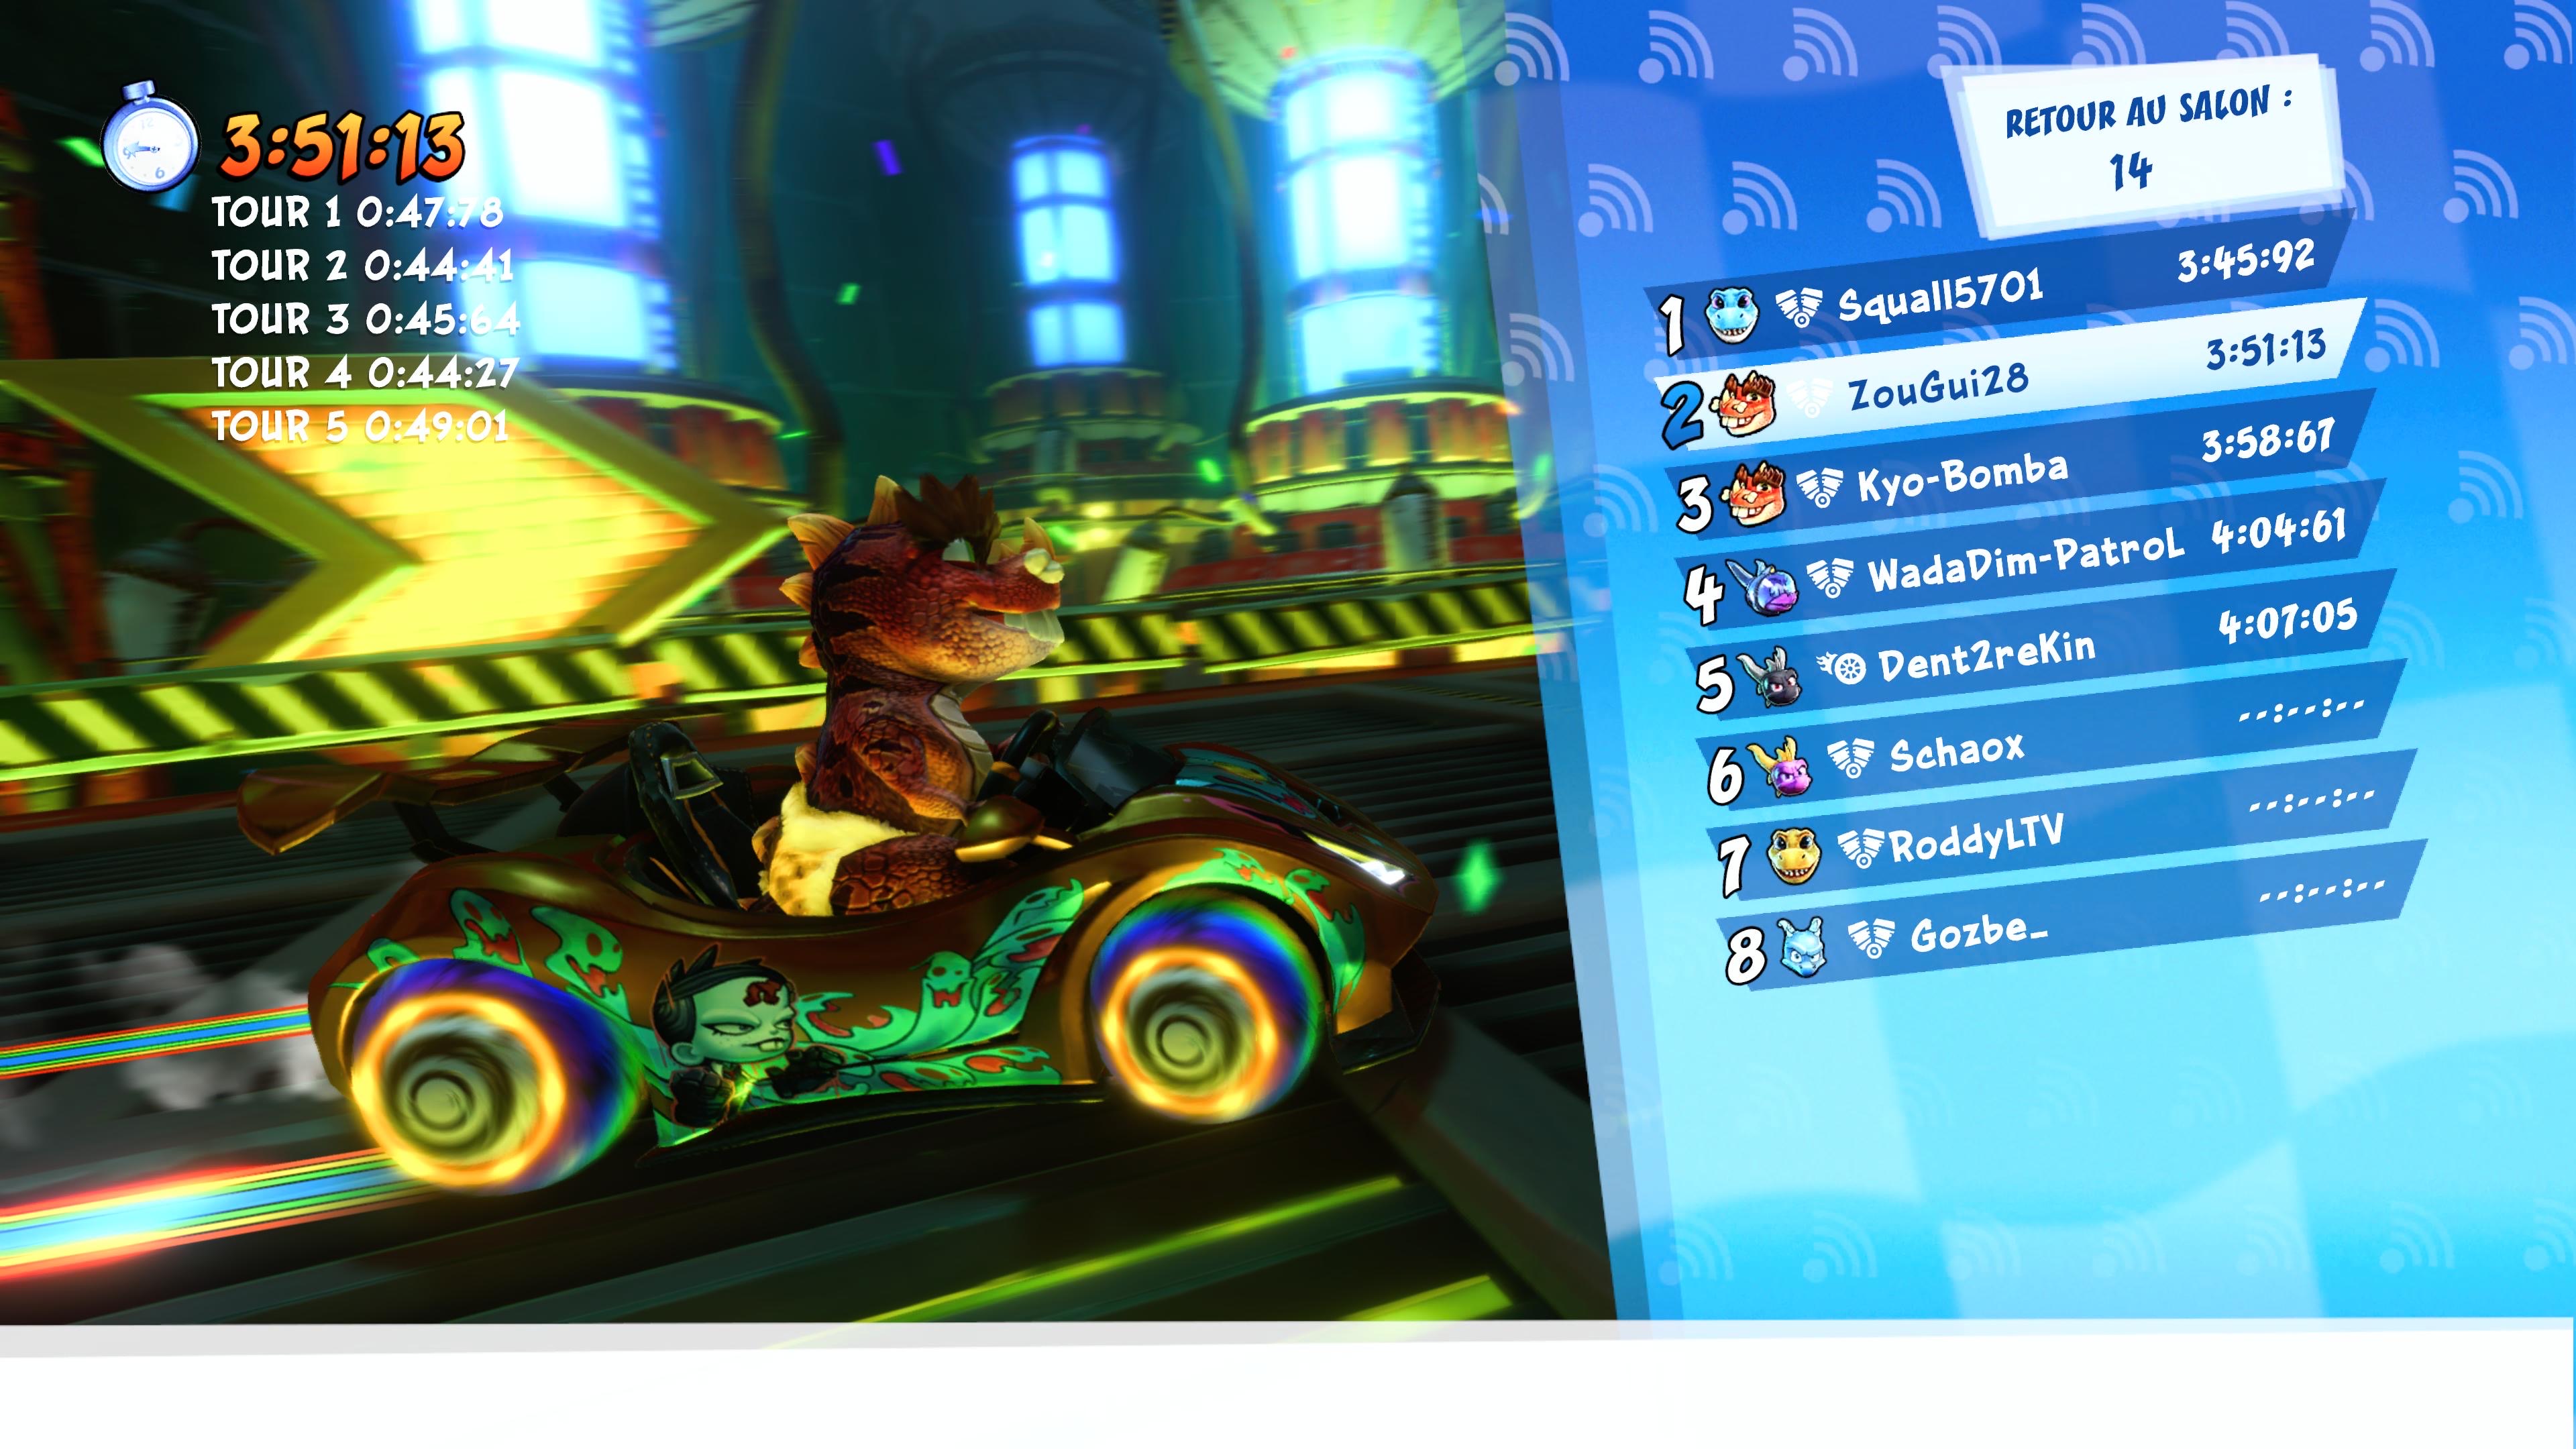 3:51:13
TOUR 1 0:47:78
TOUR 2 0:44:41
TOUR 3 0:45:64
TOUR 4 0:44:27
TOUR 5 0:49:01
RETOUR AU SALON :
14
1 Squall5701 3:45:92
2 ZouGui28 3:51:13
3 Kyo-Bomba 3:58:67
4 WadaDim-PatroL 4:04:61
5 Dent2reKin 4:07:05
6 Schaox --:--:--
7 RoddyLTV --:--:--
8 Gozbe_ --:--:--